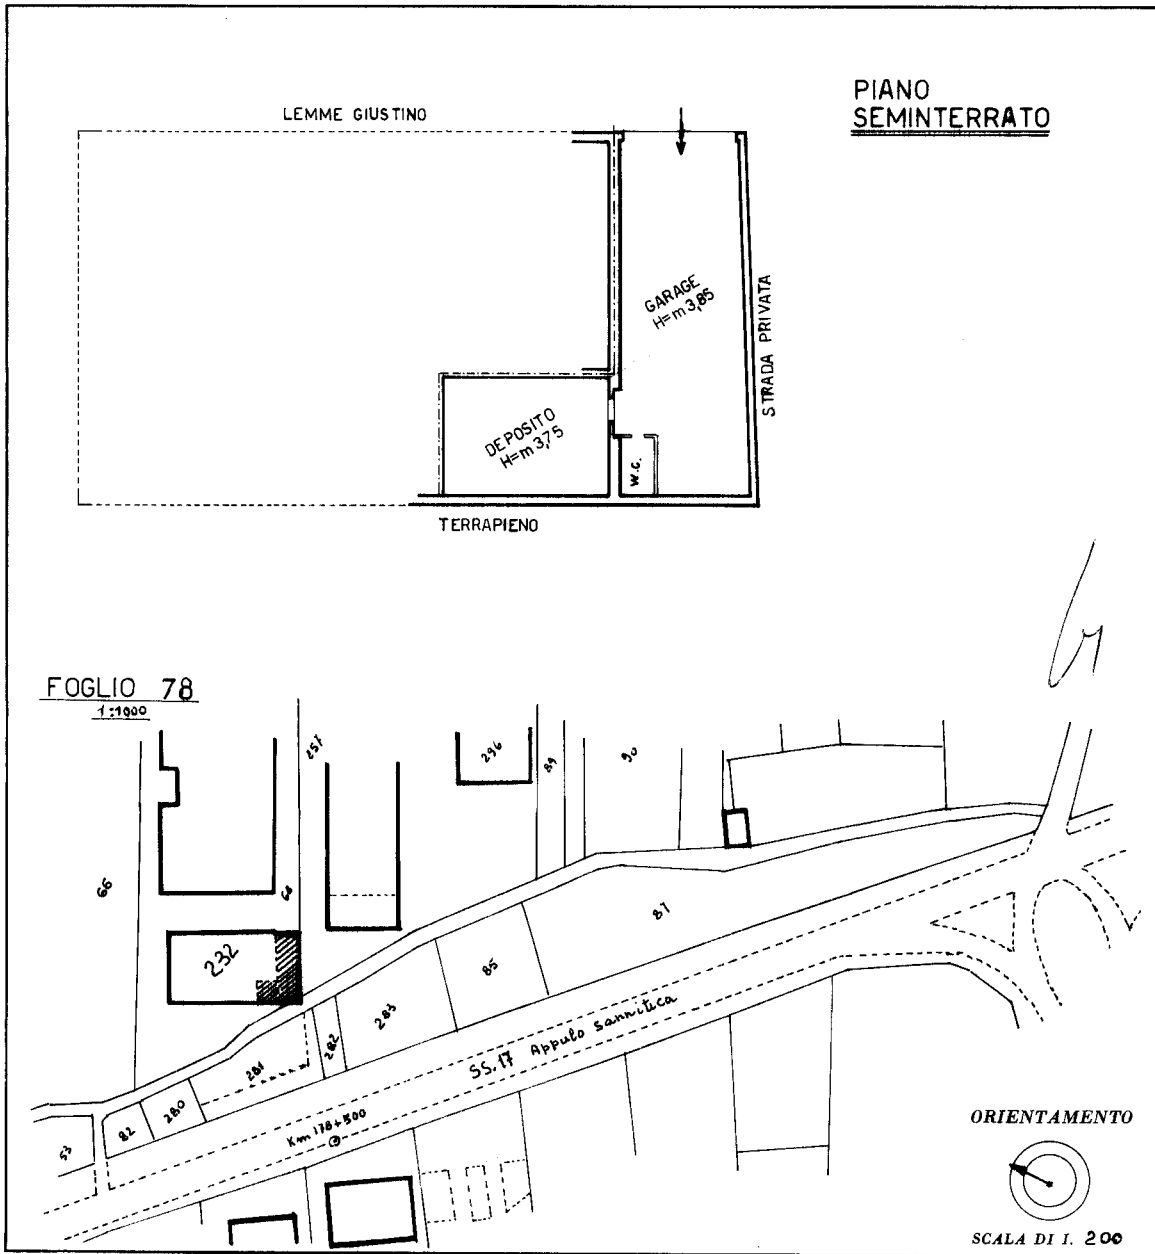 PIANO
SEMINTERRATO
LEMME GIUSTINO
GARAGE
H=m 3,85
STRADA PRIVATA
DEPOSITO
H=m 3,75
W.C.
TERRAPIENO
FOGLIO 78
1:1000
257
296
89
90
66
68
232
87
85
283
282
281
280
82
53
SS.17 Appulo Sannitica
Km 178+500
ORIENTAMENTO
SCALA DI 1. 200